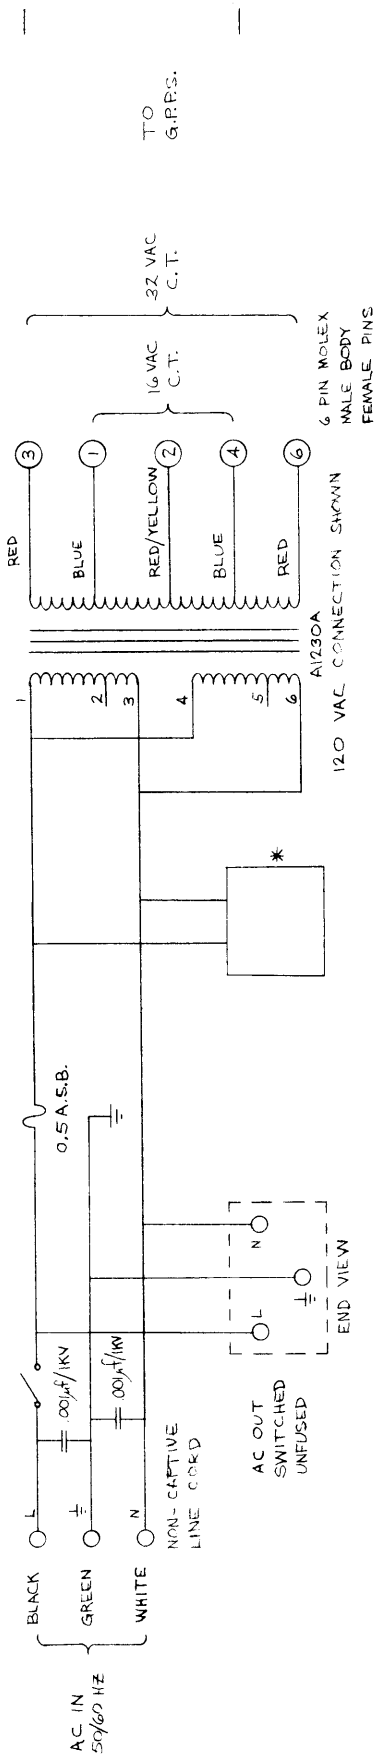 AC IN
50/60 HZ
BLACK
GREEN
WHITE
L
N
NON-CAPTIVE
LINE CORD
.001µf/1KV
.001µf/1KV
0.5 A.S.B.
AC OUT
SWITCHED
UNFUSED
L
N
END VIEW
*
1
2
3
4
5
6
A1230A
120 VAC CONNECTION SHOWN
RED
BLUE
RED/YELLOW
BLUE
RED
3
1
2
4
6
16 VAC
C.T.
32 VAC
C.T.
6 PIN MOLEX
MALE BODY
FEMALE PINS
TO
G.P.P.S.